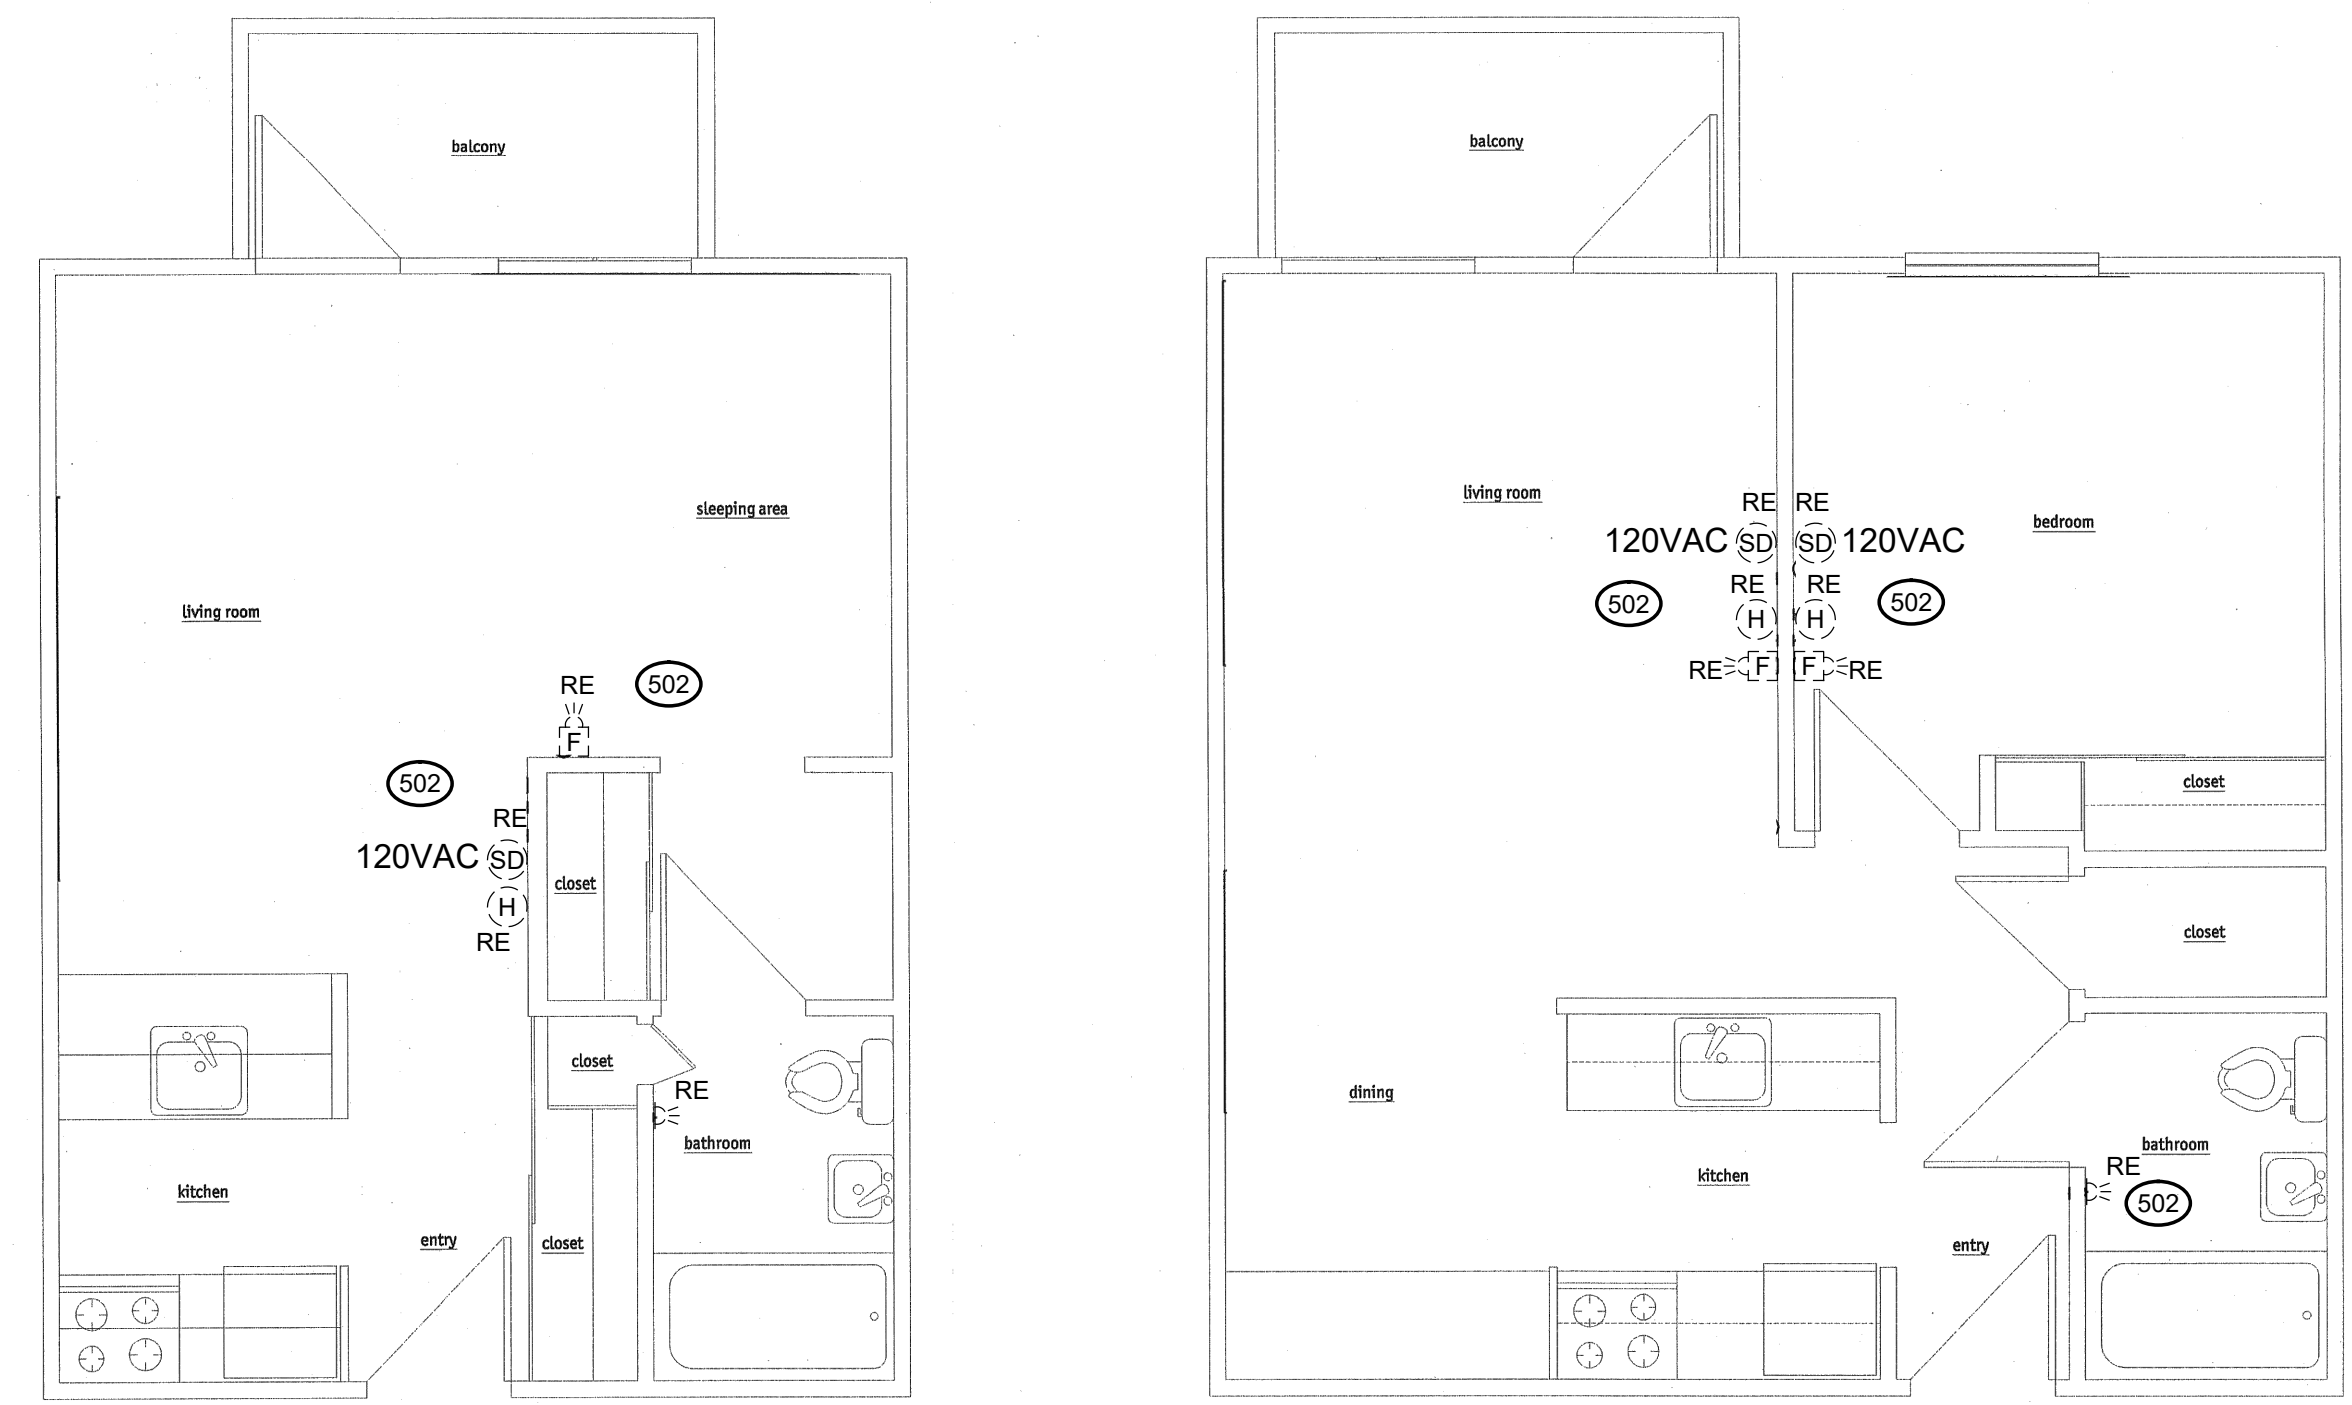 balcony
sleeping area
living room
RE
502
F
502
RE
120VAC SD
H
RE
closet
closet
RE
bathroom
kitchen
entry
closet
balcony
living room
bedroom
RE RE
120VAC SD SD 120VAC
RE RE
502 H H 502
RE F F RE
closet
closet
dining
kitchen
bathroom
RE
502
entry